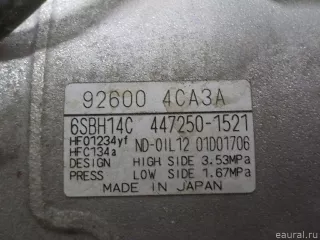 92600 4CA3A
6SBH14C 447250-1521
HFO1234yf ND-OIL12 01D01706
HFC134a
DESIGN HIGH SIDE 3.53MPa
PRESS LOW SIDE 1.67MPa
MADE IN JAPAN
eaural.ru